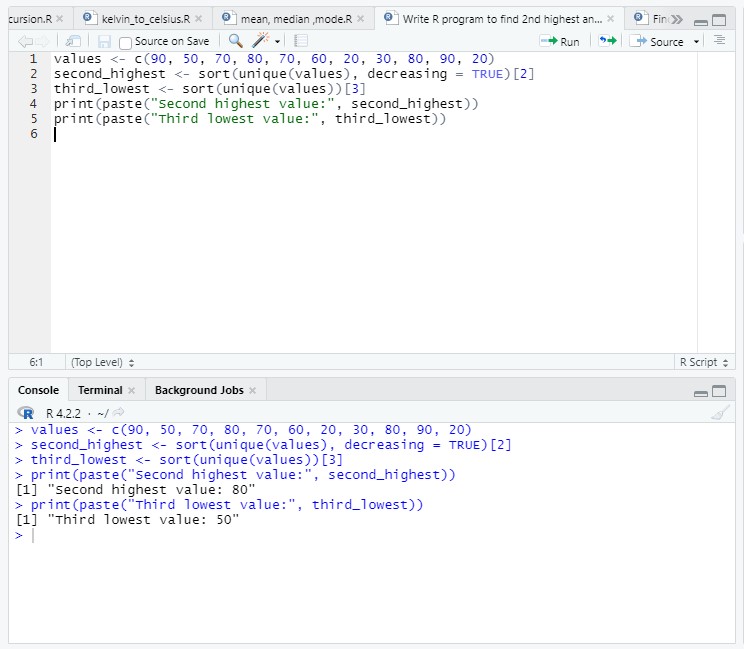 cursion.R × kelvin_to_celsius.R × mean, median ,mode.R × Write R program to find 2nd highest an... × Fin
Source on Save Run Source
1 values <- c(90, 50, 70, 80, 70, 60, 20, 30, 80, 90, 20)
2 second_highest <- sort(unique(values), decreasing = TRUE)[2]
3 third_lowest <- sort(unique(values))[3]
4 print(paste("Second highest value:", second_highest))
5 print(paste("Third lowest value:", third_lowest))
6
6:1 (Top Level) R Script
Console Terminal × Background Jobs ×
R R 4.2.2 · ~/
> values <- c(90, 50, 70, 80, 70, 60, 20, 30, 80, 90, 20)
> second_highest <- sort(unique(values), decreasing = TRUE)[2]
> third_lowest <- sort(unique(values))[3]
> print(paste("Second highest value:", second_highest))
[1] "Second highest value: 80"
> print(paste("Third lowest value:", third_lowest))
[1] "Third lowest value: 50"
>